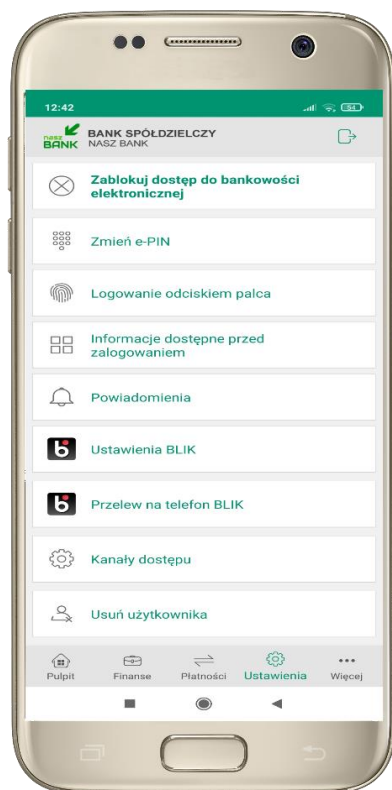 12:42
54
nasz
BANK
BANK SPÓŁDZIELCZY
NASZ BANK
Zablokuj dostęp do bankowości
elektronicznej
Zmień e-PIN
Logowanie odciskiem palca
Informacje dostępne przed
zalogowaniem
Powiadomienia
b
Ustawienia BLIK
b
Przelew na telefon BLIK
Kanały dostępu
Usuń użytkownika
Pulpit
Finanse
Płatności
Ustawienia
Więcej